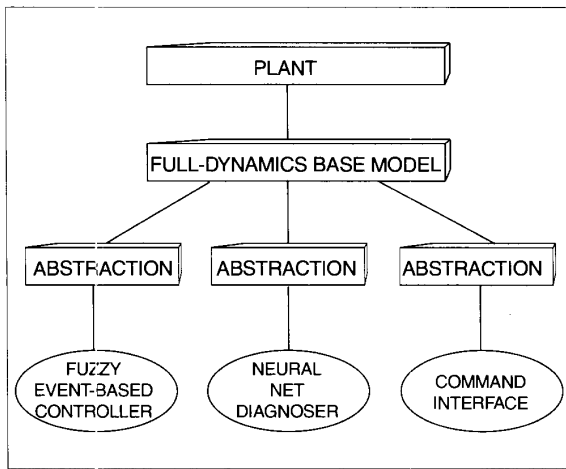 PLANT
FULL-DYNAMICS BASE MODEL
ABSTRACTION
ABSTRACTION
ABSTRACTION
FUZZY
EVENT-BASED
CONTROLLER
NEURAL
NET
DIAGNOSER
COMMAND
INTERFACE